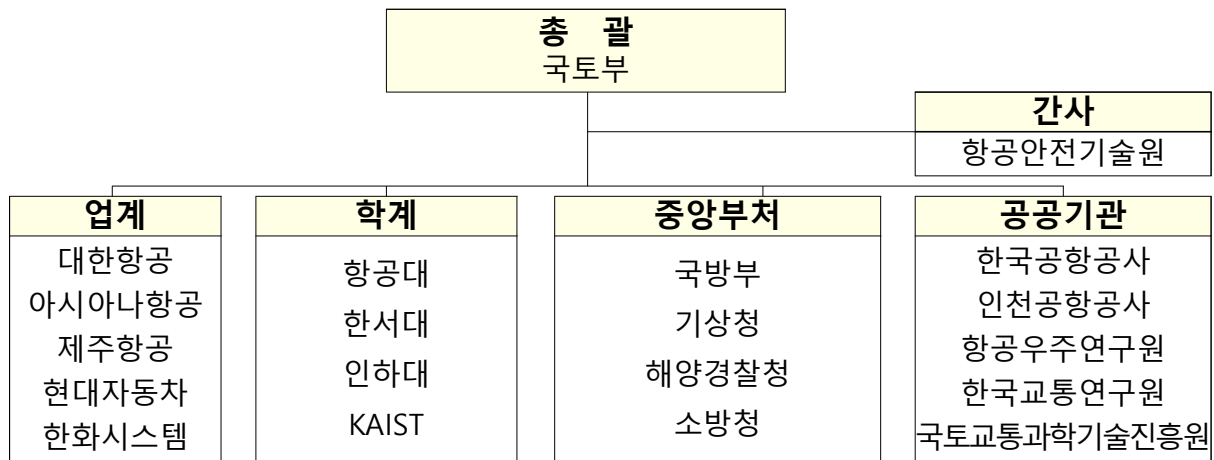 총 괄
국토부
간사
항공안전기술원
업계
대한항공
아시아나항공
제주항공
현대자동차
한화시스템
학계
항공대
한서대
인하대
KAIST
중앙부처
국방부
기상청
해양경찰청
소방청
공공기관
한국공항공사
인천공항공사
항공우주연구원
한국교통연구원
국토교통과학기술진흥원